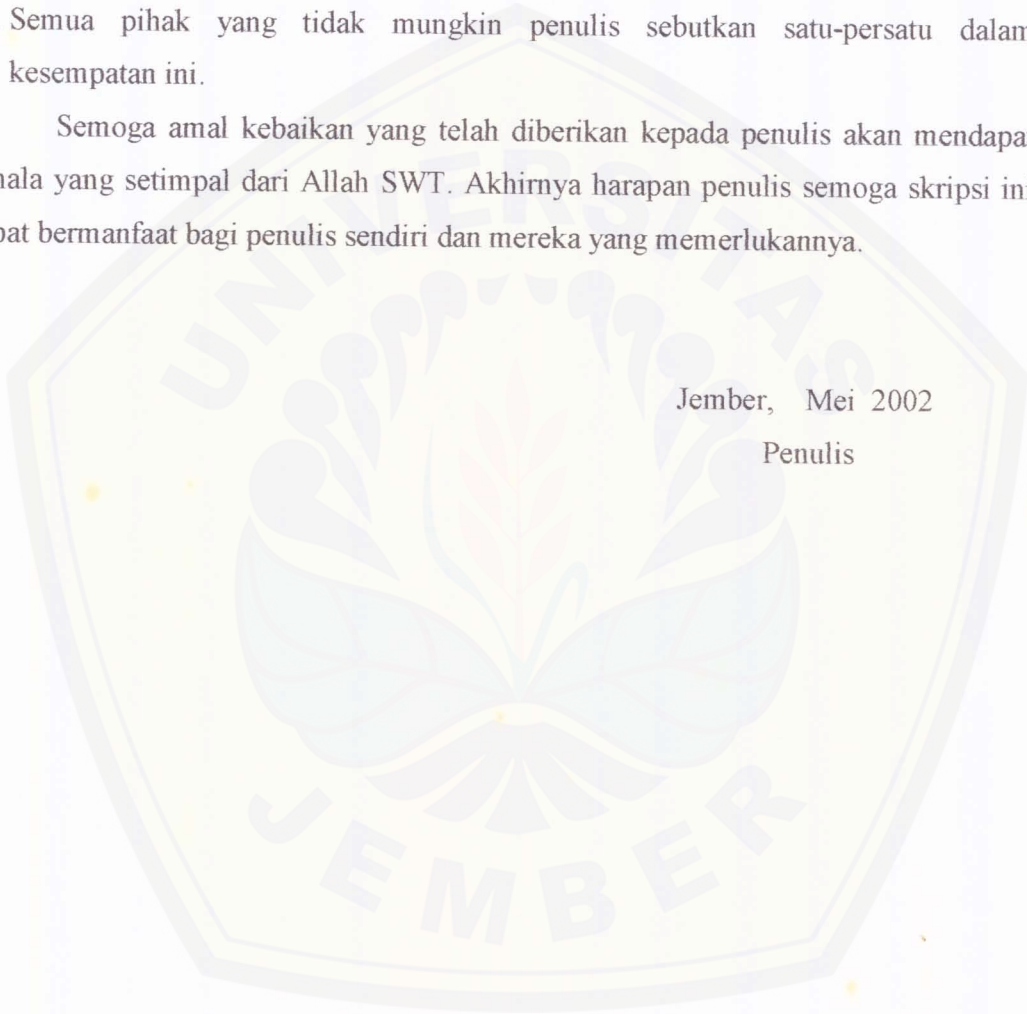 Semua pihak yang tidak mungkin penulis sebutkan satu-persatu dalam
kesempatan ini.
Semoga amal kebaikan yang telah diberikan kepada penulis akan mendapa
hala yang setimpal dari Allah SWT. Akhirnya harapan penulis semoga skripsi ini
pat bermanfaat bagi penulis sendiri dan mereka yang memerlukannya.
UNIVERSITAS
Jember, Mei 2002
Penulis
JEMBER